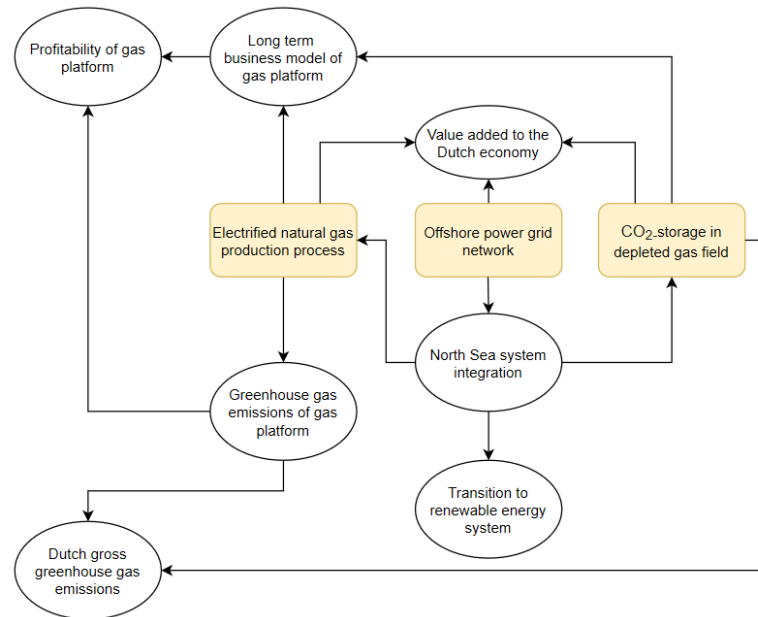 Profitability of gas
platform
Long term
business model of
gas platform
Value added to the
Dutch economy
Electrified natural gas
production process
Offshore power grid
network
CO2-storage in
depleted gas field
North Sea system
integration
Greenhouse gas
emissions of gas
platform
Transition to
renewable energy
system
Dutch gross
greenhouse gas
emissions